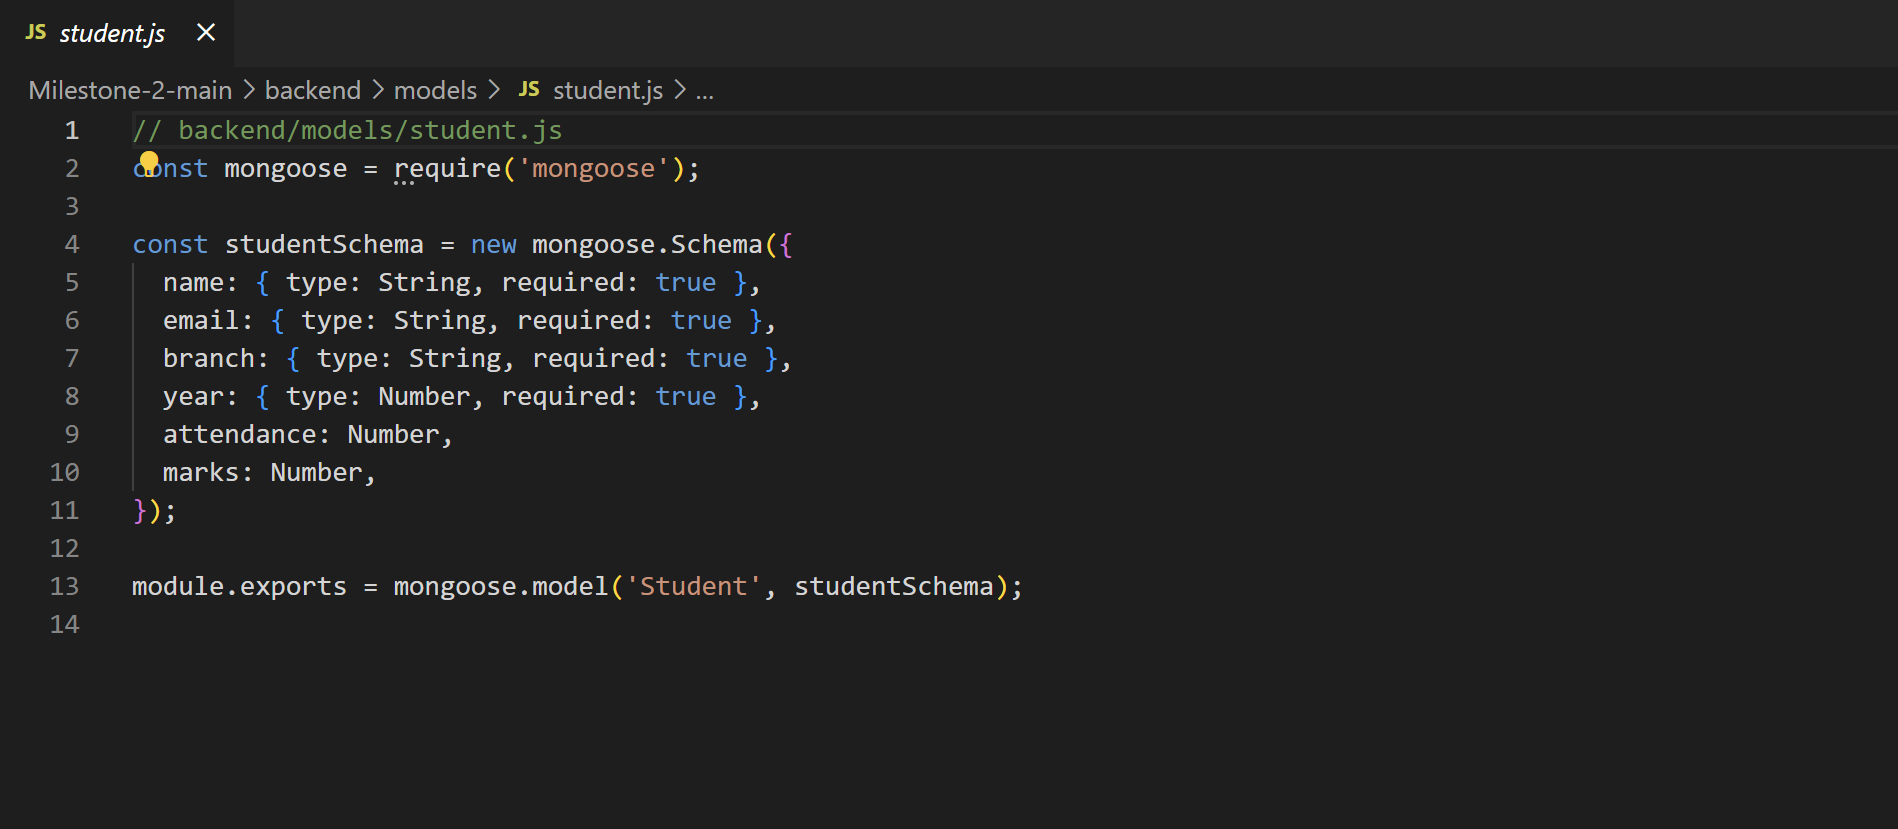 JS student.js ×
Milestone-2-main > backend > models > JS student.js > ...
1 // backend/models/student.js
2 const mongoose = require('mongoose');
3
4 const studentSchema = new mongoose.Schema({
5   name: { type: String, required: true },
6   email: { type: String, required: true },
7   branch: { type: String, required: true },
8   year: { type: Number, required: true },
9   attendance: Number,
10   marks: Number,
11 });
12
13 module.exports = mongoose.model('Student', studentSchema);
14